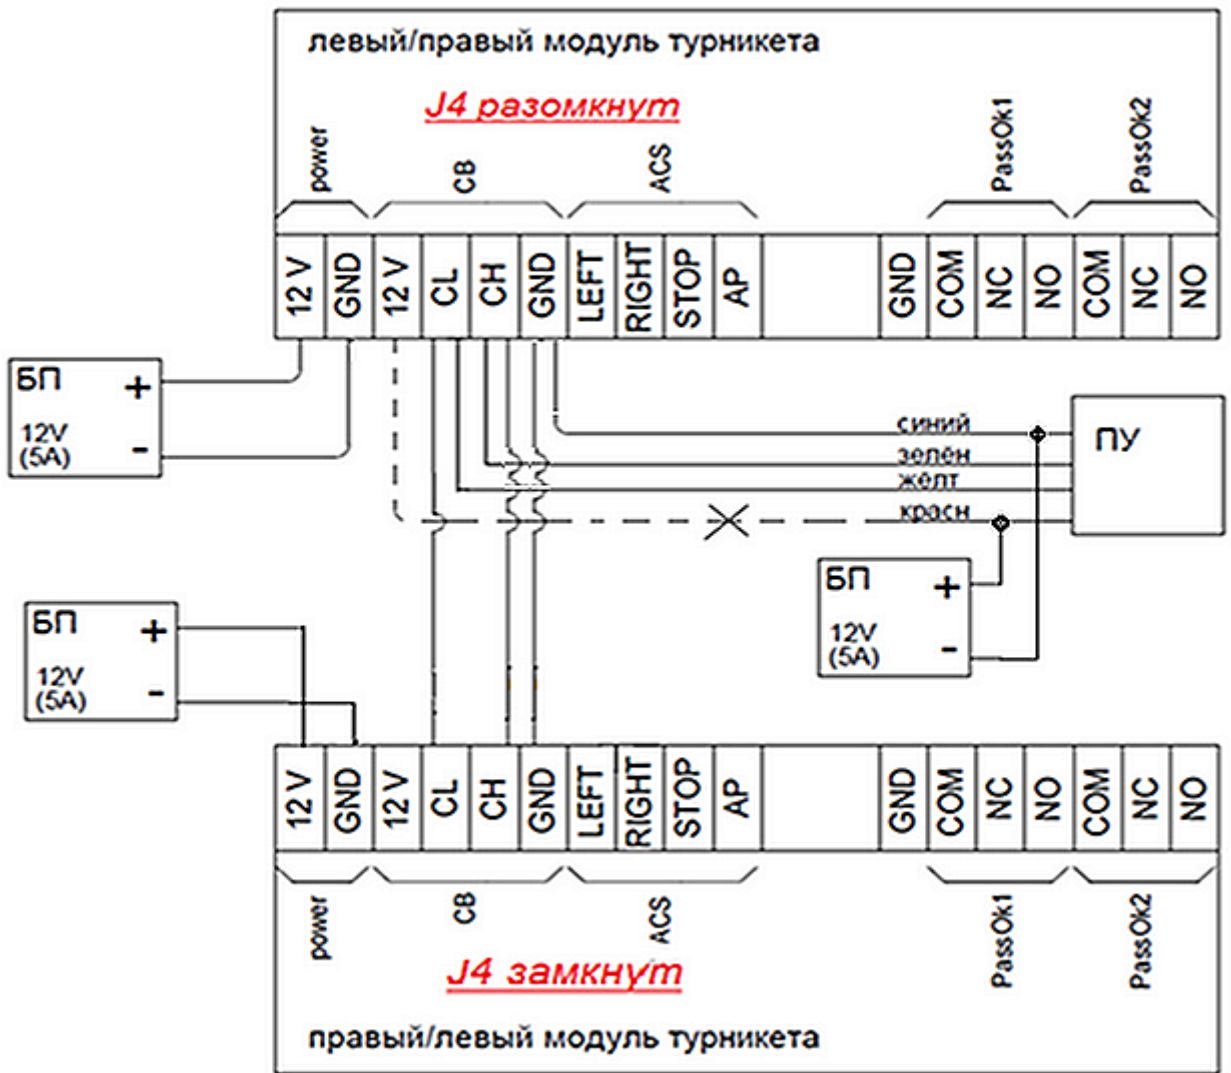 левый/правый модуль турникета
J4 разомкнут
power
CB
ACS
PassOk1
PassOk2
12 V
GND
12 V
CL
CH
GND
LEFT
RIGHT
STOP
AP
GND
COM
NC
NO
COM
NC
NO
БП
+
12V
(5A)
-
синий
зелён
жёлт
красн
ПУ
БП
+
12V
(5A)
-
БП
+
12V
(5A)
-
12 V
GND
12 V
CL
CH
GND
LEFT
RIGHT
STOP
AP
GND
COM
NC
NO
COM
NC
NO
power
CB
ACS
PassOk1
PassOk2
J4 замкнут
правый/левый модуль турникета